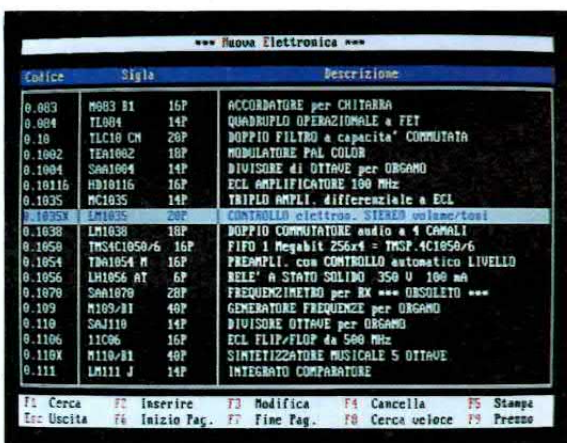 *** Nuova Elettronica ***
Codice Sigla Descrizione
0.083 M083 B1 16P ACCORDATORE per CHITARRA
0.084 TL084 14P QUADRUPLO OPERAZIONALE a FET
0.10 TLC10 CN 20P DOPPIO FILTRO a capacita' COMMUTATA
0.1002 TEA1002 18P MODULATORE PAL COLOR
0.1004 SAA1004 14P DIVISORE di OTTAVE per ORGANO
0.10116 HD10116 16P ECL AMPLIFICATORE 100 MHz
0.1035 MC1035 14P TRIPLO AMPLI. differenziale a ECL
0.1035X LM1035 20P CONTROLLO elettron. STEREO volume/toni
0.1038 LM1038 18P DOPPIO COMMUTATORE audio a 4 CANALI
0.1050 TMS4C1050/6 16P FIFO 1 Megabit 256x4 = TMSP.4C1050/6
0.1054 TDA1054 M 16P PREAMPLI. con CONTROLLO automatico LIVELLO
0.1056 LH1056 AT 6P RELE' A STATO SOLIDO 350 V 100 mA
0.1070 SAA1070 28P FREQUENZIMETRO per RX *** OBSOLETO ***
0.109 M109/B1 40P GENERATORE FREQUENZE per ORGANO
0.110 SAJ110 14P DIVISORE OTTAVE per ORGANO
0.1106 11C06 16P ECL FLIP/FLOP da 500 MHz
0.110X M110/B1 40P SINTETIZZATORE MUSICALE 5 OTTAVE
0.111 LM111 J 14P INTEGRATO COMPARATORE
F1 Cerca F2 Inserire F3 Modifica F4 Cancella F5 Stampa
Esc Uscita F6 Inizio Pag. F7 Fine Pag. F8 Cerca veloce F9 Prezzo